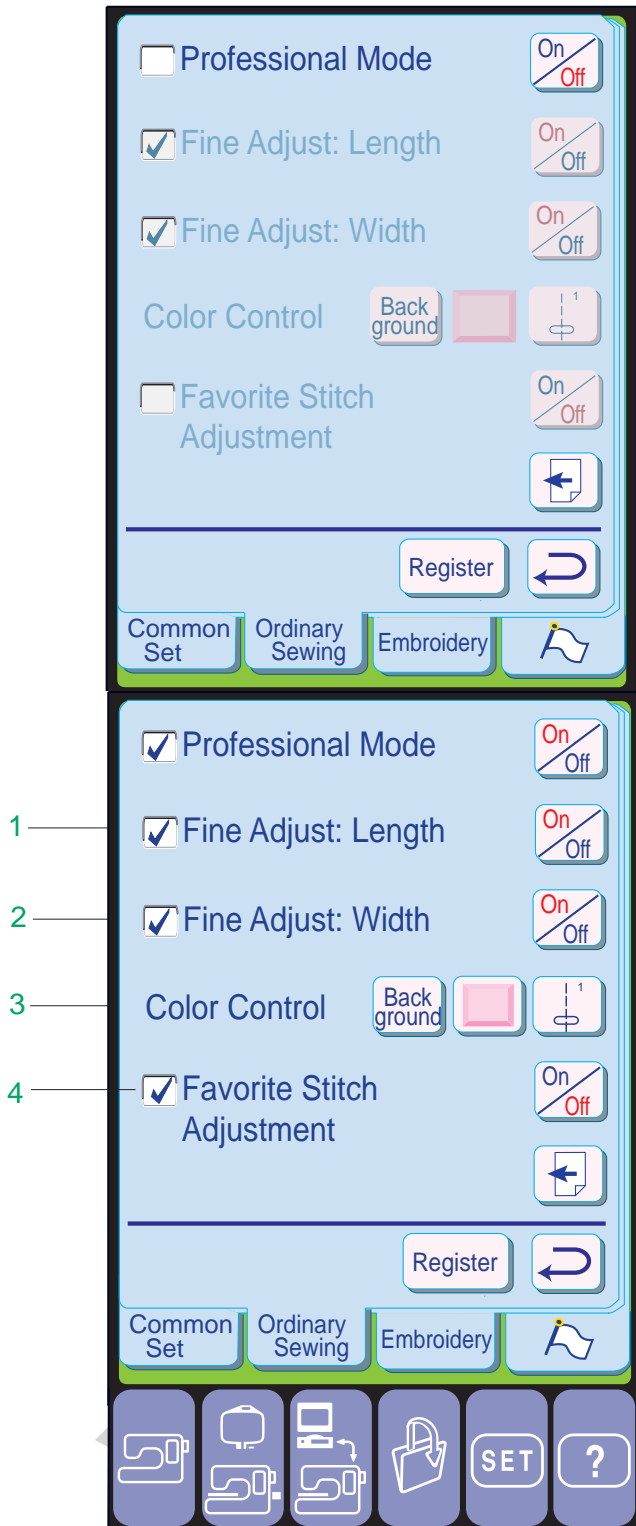 Professional Mode On Off
Fine Adjust: Length On Off
Fine Adjust: Width On Off
Color Control Back ground 1
Favorite Stitch Adjustment On Off
Register
Common Set Ordinary Sewing Embroidery
Professional Mode On Off
1 Fine Adjust: Length On Off
2 Fine Adjust: Width On Off
3 Color Control Back ground 1
4 Favorite Stitch Adjustment On Off
Register
Common Set Ordinary Sewing Embroidery
SET ?